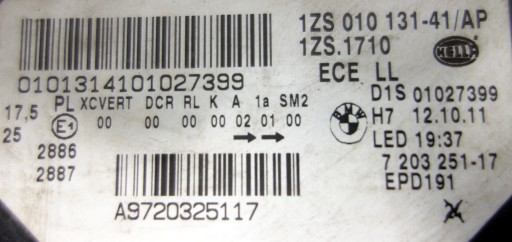 1ZS 010 131-41/AP
1ZS.1710
HELLA
ECE LL
0101314101027399
D1S 01027399
17,5 PL XCVERT DCR RL K A 1a SM2
25 E1 00 00 00 00 02 01 00
BMW
H7 12.10.11
LED 19:37
2886
2887
7 203 251-17
EPD191
A9720325117